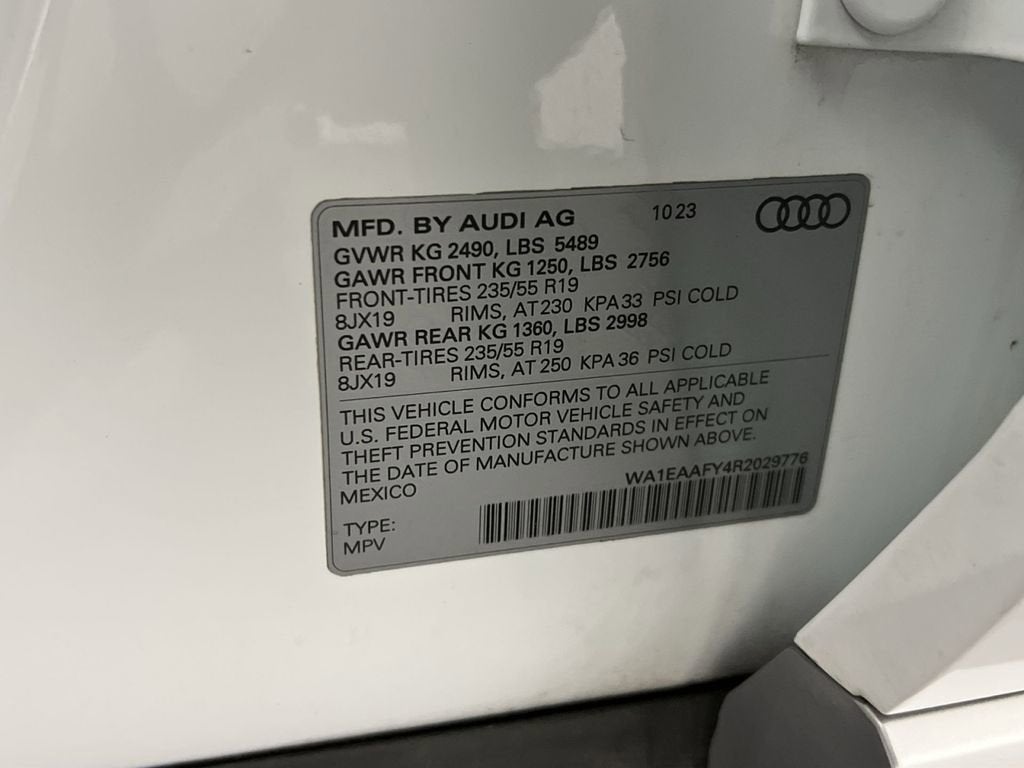 MFD. BY AUDI AG 10 23
GVWR KG 2490, LBS 5489
GAWR FRONT KG 1250, LBS 2756
FRONT-TIRES 235/55 R19
8JX19 RIMS, AT 230 KPA 33 PSI COLD
GAWR REAR KG 1360, LBS 2998
REAR-TIRES 235/55 R19
8JX19 RIMS, AT 250 KPA 36 PSI COLD
THIS VEHICLE CONFORMS TO ALL APPLICABLE
U.S. FEDERAL MOTOR VEHICLE SAFETY AND
THEFT PREVENTION STANDARDS IN EFFECT ON
THE DATE OF MANUFACTURE SHOWN ABOVE.
MEXICO WA1EAAFY4R2029776
TYPE:
MPV